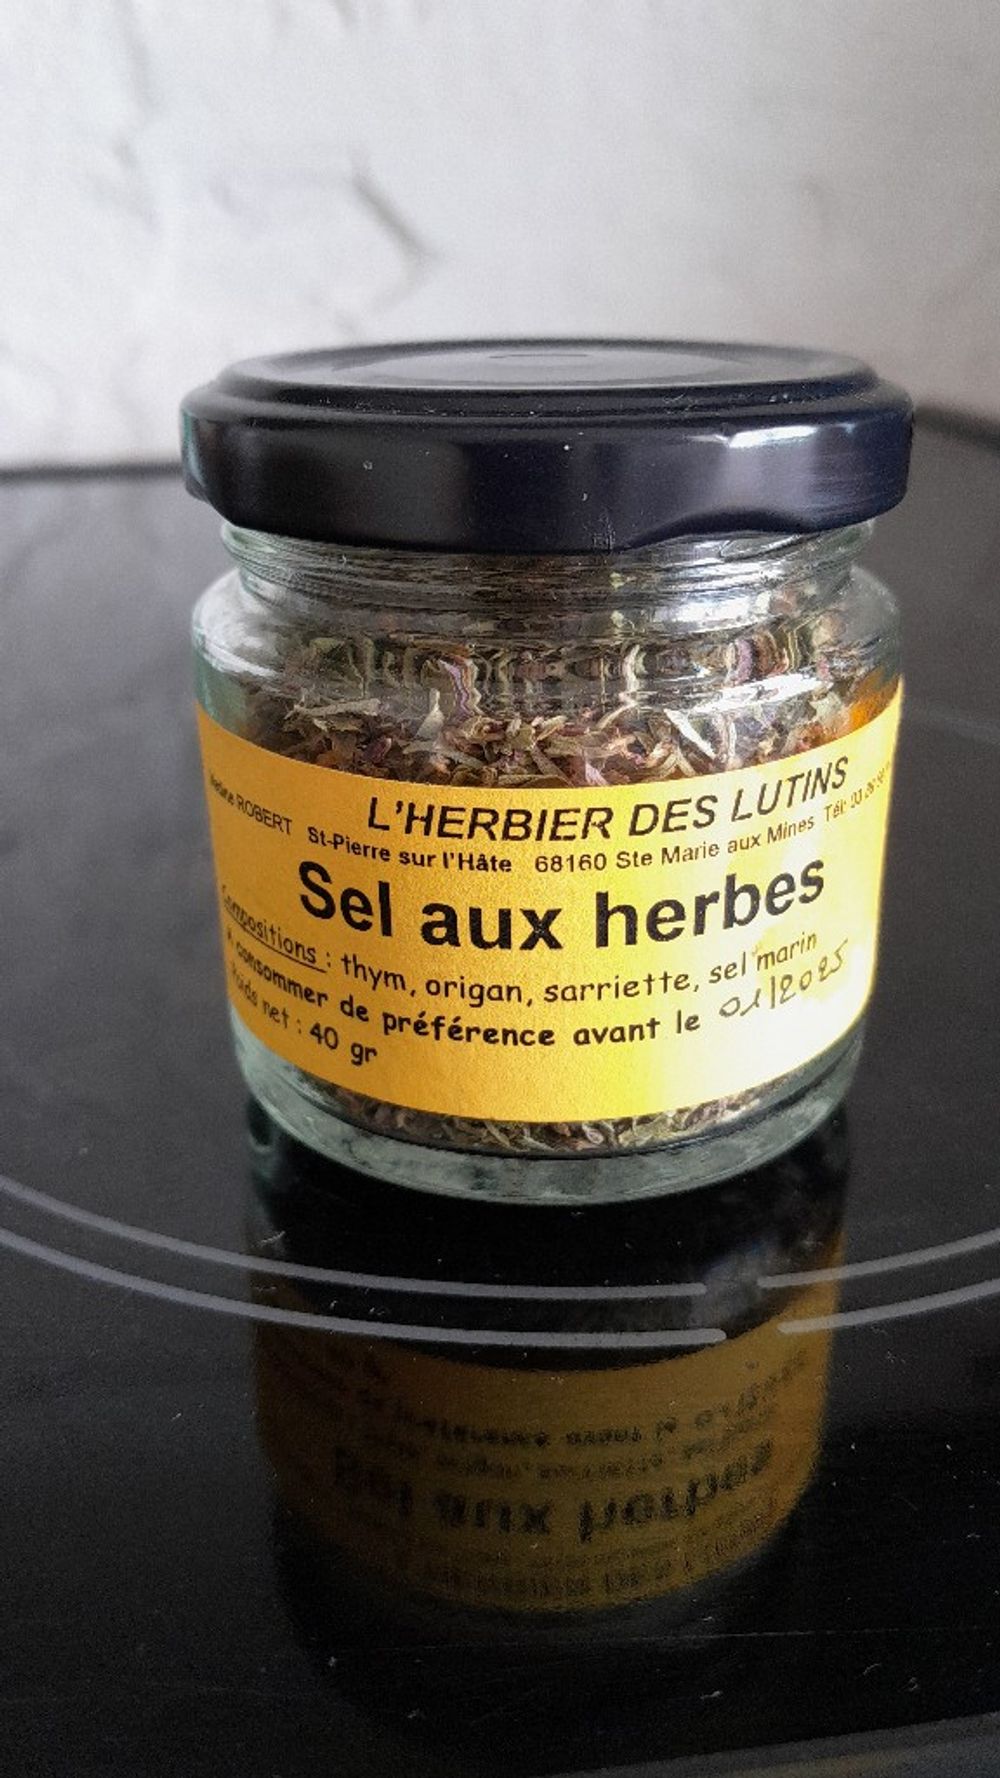 L'HERBIER DES LUTINS
ROBERT St-Pierre sur l'Hâte 68160 Ste Marie aux Mines Tél: 03
Sel aux herbes
Compositions : thym, origan, sarriette, sel marin
A consommer de préférence avant le 01/2025
Poids net : 40 gr